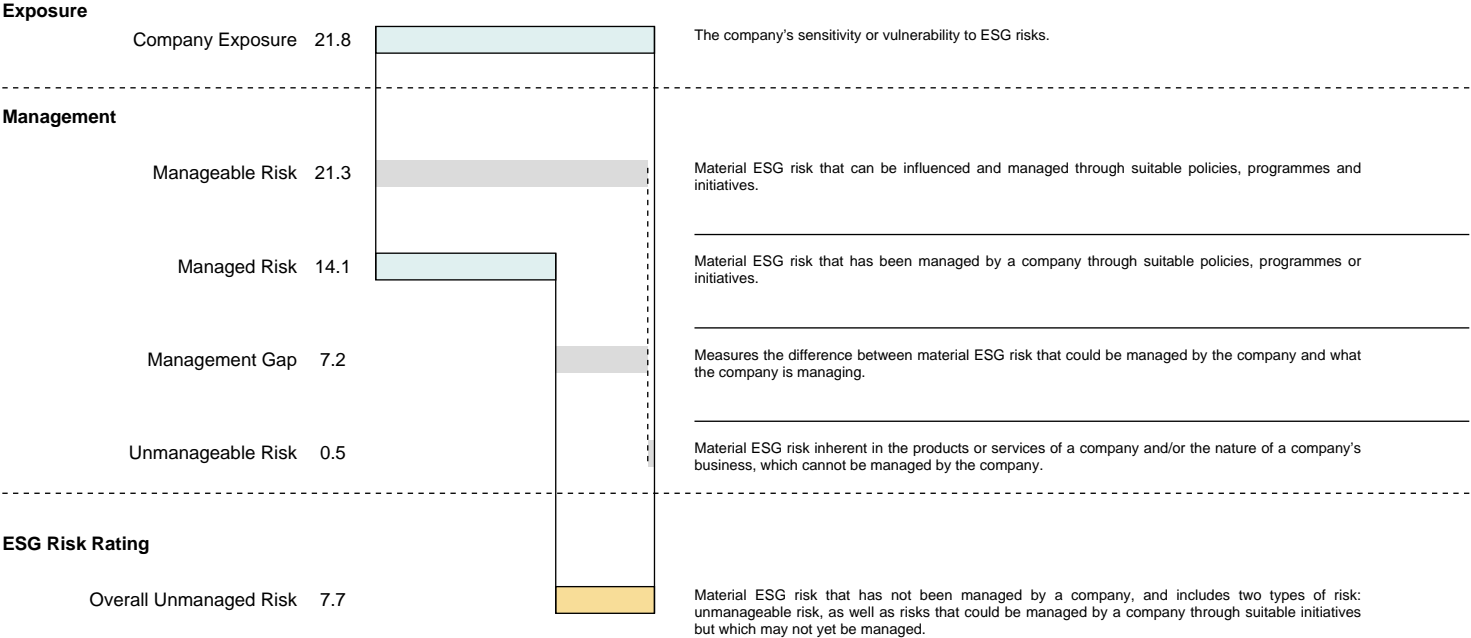 Exposure
Company Exposure 21.8
The company’s sensitivity or vulnerability to ESG risks.
Management
Manageable Risk 21.3
Material ESG risk that can be influenced and managed through suitable policies, programmes and
initiatives.
Managed Risk 14.1
Material ESG risk that has been managed by a company through suitable policies, programmes or
initiatives.
Management Gap 7.2
Measures the difference between material ESG risk that could be managed by the company and what
the company is managing.
Unmanageable Risk 0.5
Material ESG risk inherent in the products or services of a company and/or the nature of a company’s
business, which cannot be managed by the company.
ESG Risk Rating
Overall Unmanaged Risk 7.7
Material ESG risk that has not been managed by a company, and includes two types of risk:
unmanageable risk, as well as risks that could be managed by a company through suitable initiatives
but which may not yet be managed.